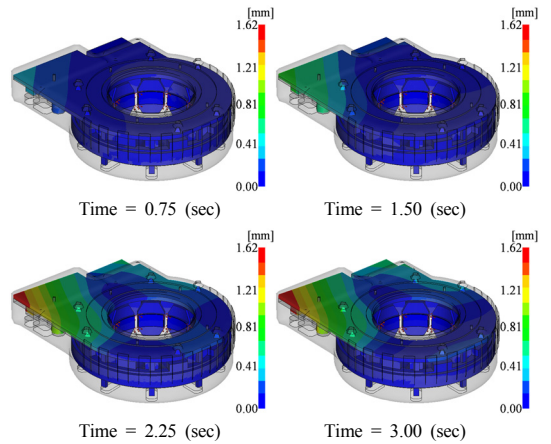 [mm]
1.62
1.21
0.81
0.41
0.00
Time = 0.75 (sec)
[mm]
1.62
1.21
0.81
0.41
0.00
Time = 1.50 (sec)
[mm]
1.62
1.21
0.81
0.41
0.00
Time = 2.25 (sec)
[mm]
1.62
1.21
0.81
0.41
0.00
Time = 3.00 (sec)